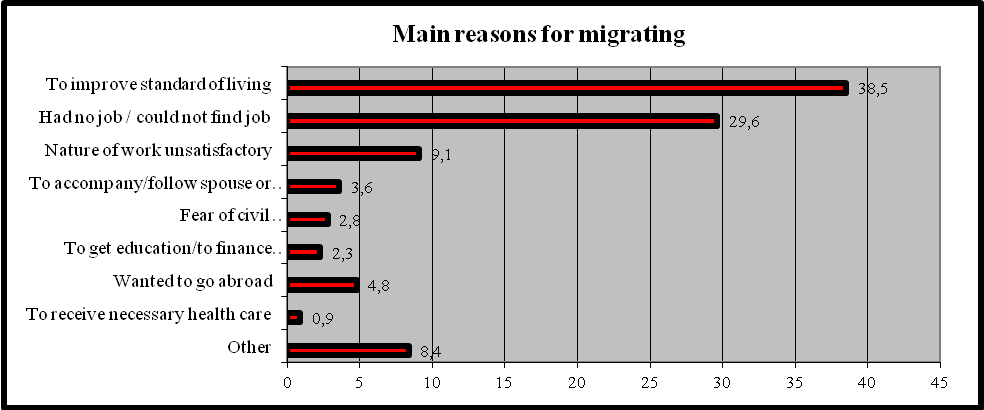 Main reasons for migrating
To improve standard of living 38,5
Had no job / could not find job 29,6
Nature of work unsatisfactory 9,1
To accompany/follow spouse or.. 3,6
Fear of civil.. 2,8
To get education/to finance.. 2,3
Wanted to go abroad 4,8
To receive necessary health care 0,9
Other 8,4
0 5 10 15 20 25 30 35 40 45